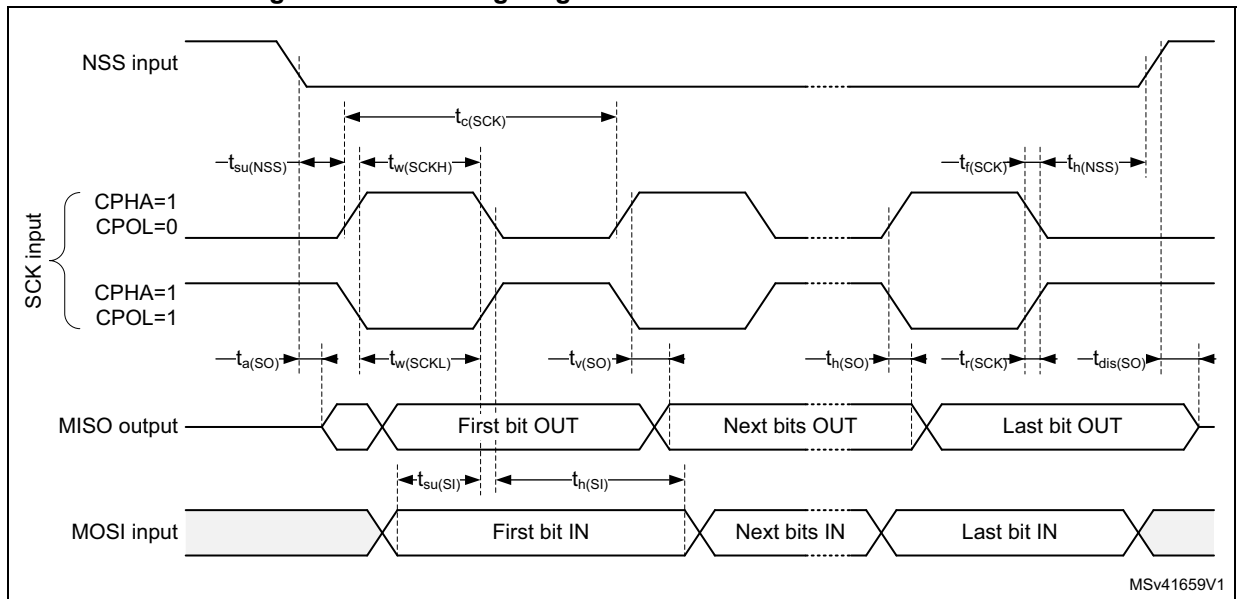 NSS input
tc(SCK)
tsu(NSS)
tw(SCKH)
tf(SCK)
th(NSS)
SCK input
CPHA=1
CPOL=0
CPHA=1
CPOL=1
ta(SO)
tw(SCKL)
tv(SO)
th(SO)
tr(SCK)
tdis(SO)
MISO output
First bit OUT
Next bits OUT
Last bit OUT
tsu(SI)
th(SI)
MOSI input
First bit IN
Next bits IN
Last bit IN
MSv41659V1